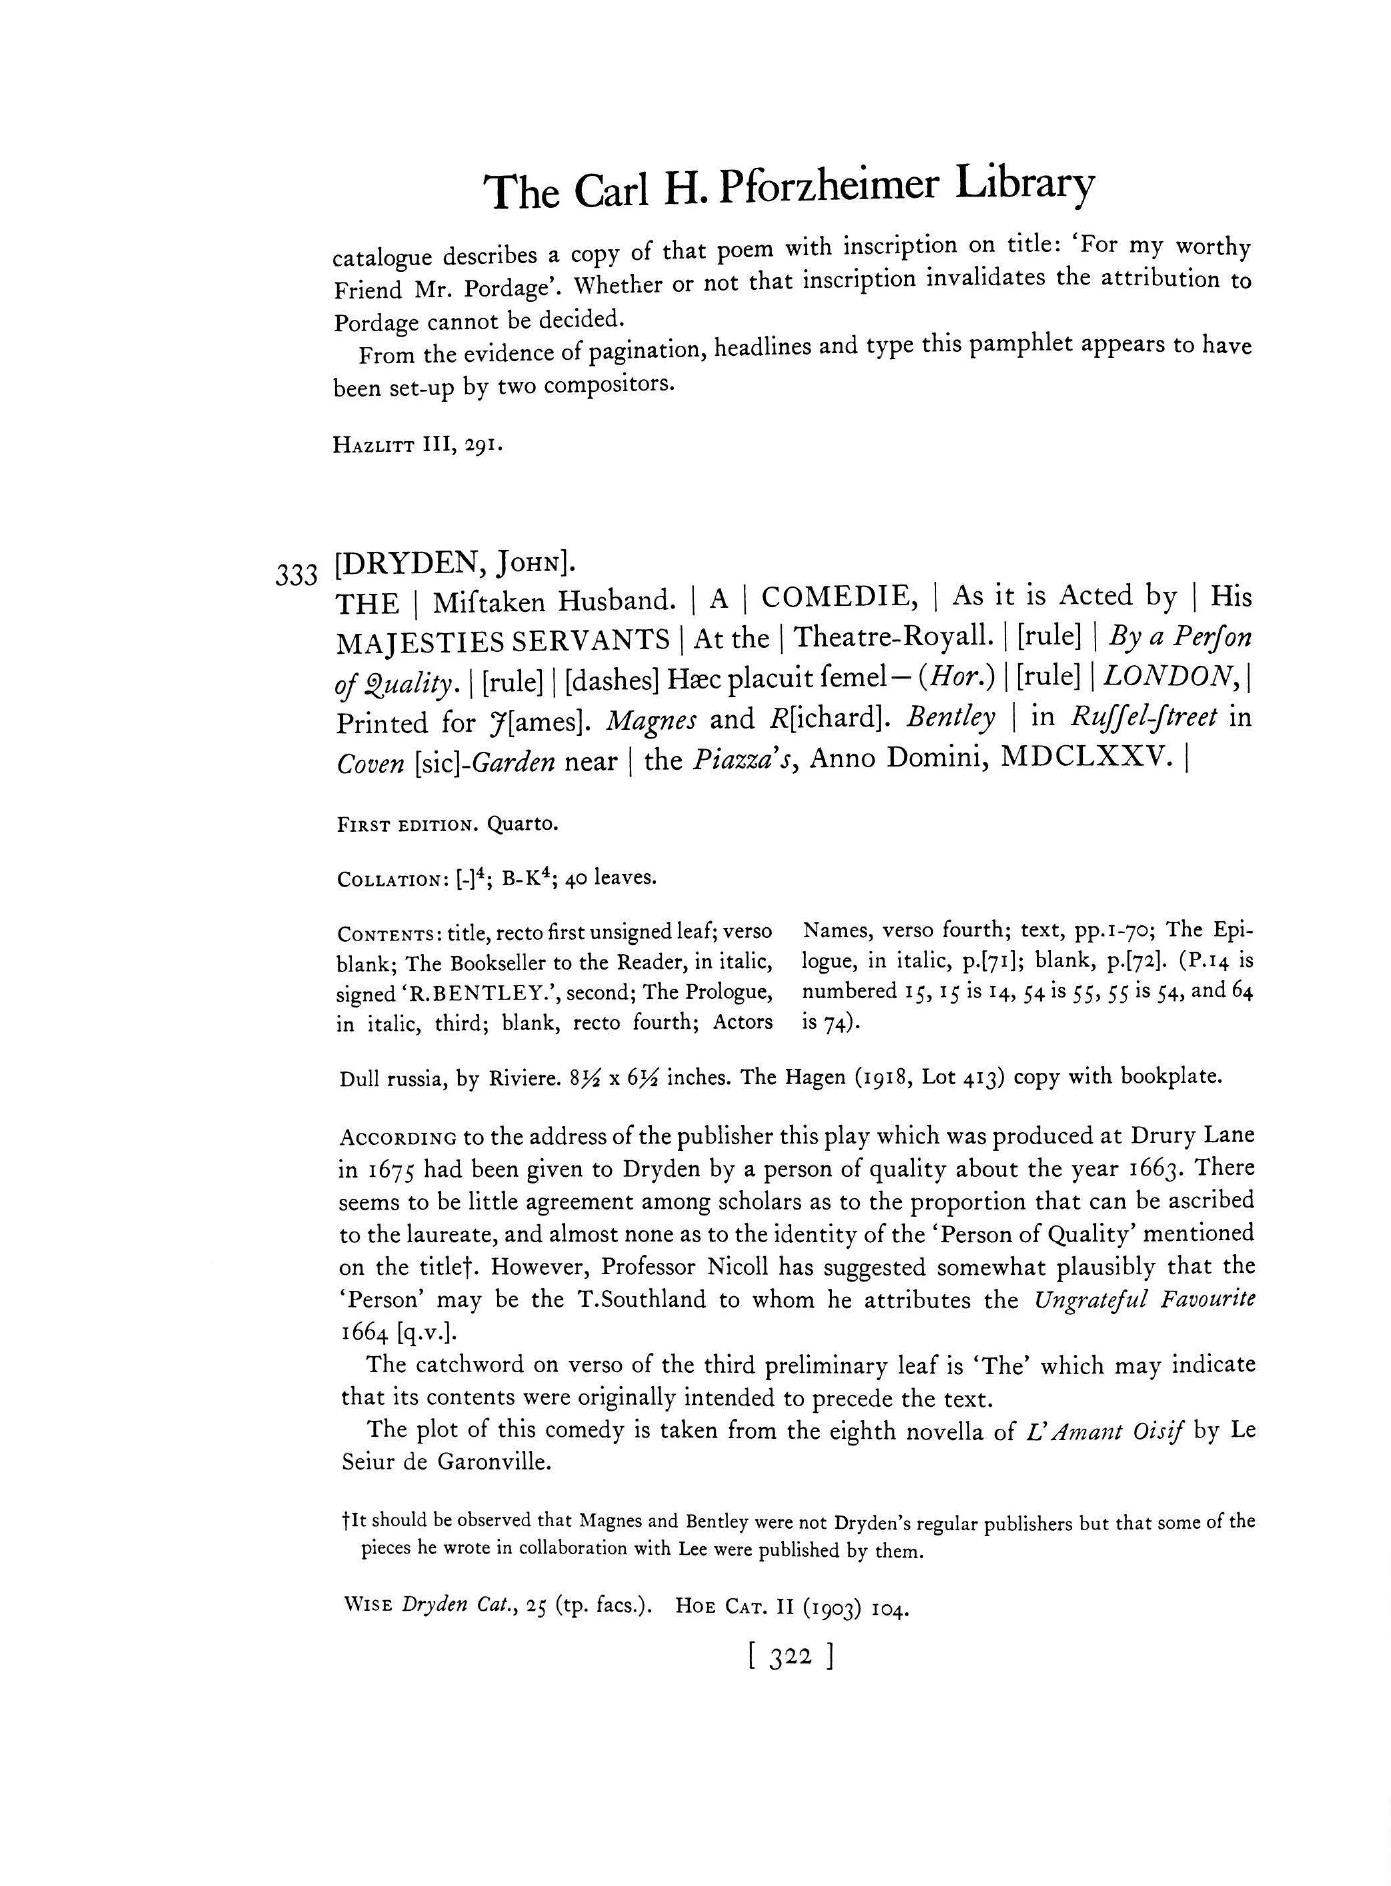 The Carl H. Pforzheimer Library
catalogue describes a copy of that poem with inscription on title: ‘For my worthy
Friend Mr. Pordage’. Whether or not that inscription invalidates the attribution to
Pordage cannot be decided.
From the evidence of pagination, headlines and type this pamphlet appears to have
been set-up by two compositors.
HAZLITT III, 291.
333 [DRYDEN, JOHN].
THE | Miſtaken Husband. | A | COMEDIE, | As it is Acted by | His
MAJESTIES SERVANTS | At the | Theatre-Royall. | [rule] | By a Perſon
of Quality. | [rule] | [dashes] Hæc placuit ſemel— (Hor.) | [rule] | LONDON, |
Printed for J[ames]. Magnes and R[ichard]. Bentley | in Ruſſel-ſtreet in
Coven [sic]-Garden near | the Piazza’s, Anno Domini, MDCLXXV. |
FIRST EDITION. Quarto.
COLLATION: [-]⁴; B-K⁴; 40 leaves.
CONTENTS: title, recto first unsigned leaf; verso
blank; The Bookseller to the Reader, in italic,
signed ‘R.BENTLEY.’, second; The Prologue,
in italic, third; blank, recto fourth; Actors
Names, verso fourth; text, pp.1-70; The Epi-
logue, in italic, p.[71]; blank, p.[72]. (P.14 is
numbered 15, 15 is 14, 54 is 55, 55 is 54, and 64
is 74).
Dull russia, by Riviere. 8½ x 6½ inches. The Hagen (1918, Lot 413) copy with bookplate.
ACCORDING to the address of the publisher this play which was produced at Drury Lane
in 1675 had been given to Dryden by a person of quality about the year 1663. There
seems to be little agreement among scholars as to the proportion that can be ascribed
to the laureate, and almost none as to the identity of the ‘Person of Quality’ mentioned
on the title†. However, Professor Nicoll has suggested somewhat plausibly that the
‘Person’ may be the T.Southland to whom he attributes the Ungrateful Favourite
1664 [q.v.].
The catchword on verso of the third preliminary leaf is ‘The’ which may indicate
that its contents were originally intended to precede the text.
The plot of this comedy is taken from the eighth novella of L’Amant Oisif by Le
Seiur de Garonville.
†It should be observed that Magnes and Bentley were not Dryden’s regular publishers but that some of the
pieces he wrote in collaboration with Lee were published by them.
WISE Dryden Cat., 25 (tp. facs.). HOE CAT. II (1903) 104.
[ 322 ]